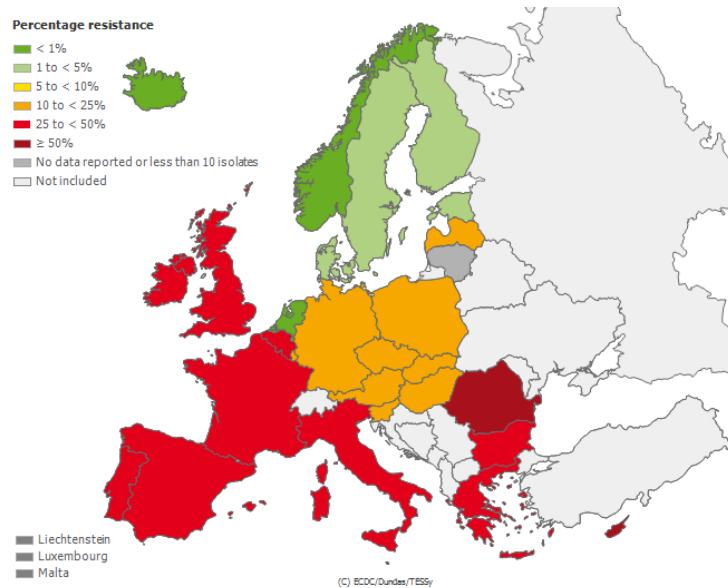 Percentage resistance
< 1%
1 to < 5%
5 to < 10%
10 to < 25%
25 to < 50%
≥ 50%
No data reported or less than 10 isolates
Not included
Liechtenstein
Luxembourg
Malta
(C) ECDC/Dundas/TESSy